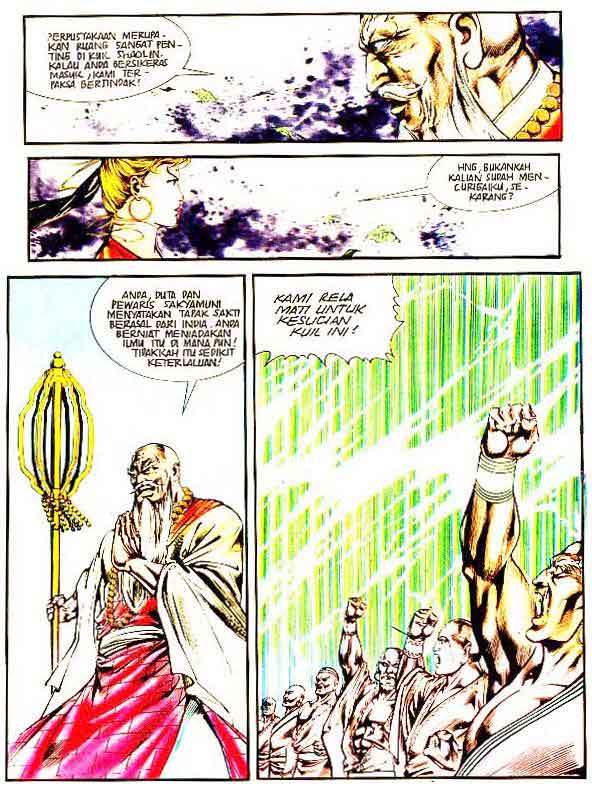 PERPUSTAKAAN MERUPA-
KAN RUANG SANGAT PEN-
TING DI KUIL SHAOLIN.
KALAU ANDA BERSIKERAS
MASUK, KAMI TER-
PAKSA BERTINDAK!
HNG, BUKANKAH
KALIAN SUDAH MEN-
CURIGAIKU, SE-
KARANG?
ANDA, DUTA DAN
PEWARIS SAKYAMUNI
MENYATAKAN TAPAK SAKTI
BERASAL DARI INDIA. ANDA
BERNIAT MENIADAKAN
ILMU ITU DI MANA PUN!
TIDAKKAH ITU SEDIKIT
KETERLALUAN!
KAMI RELA
MATI UNTUK
KESUCIAN
KUIL INI!